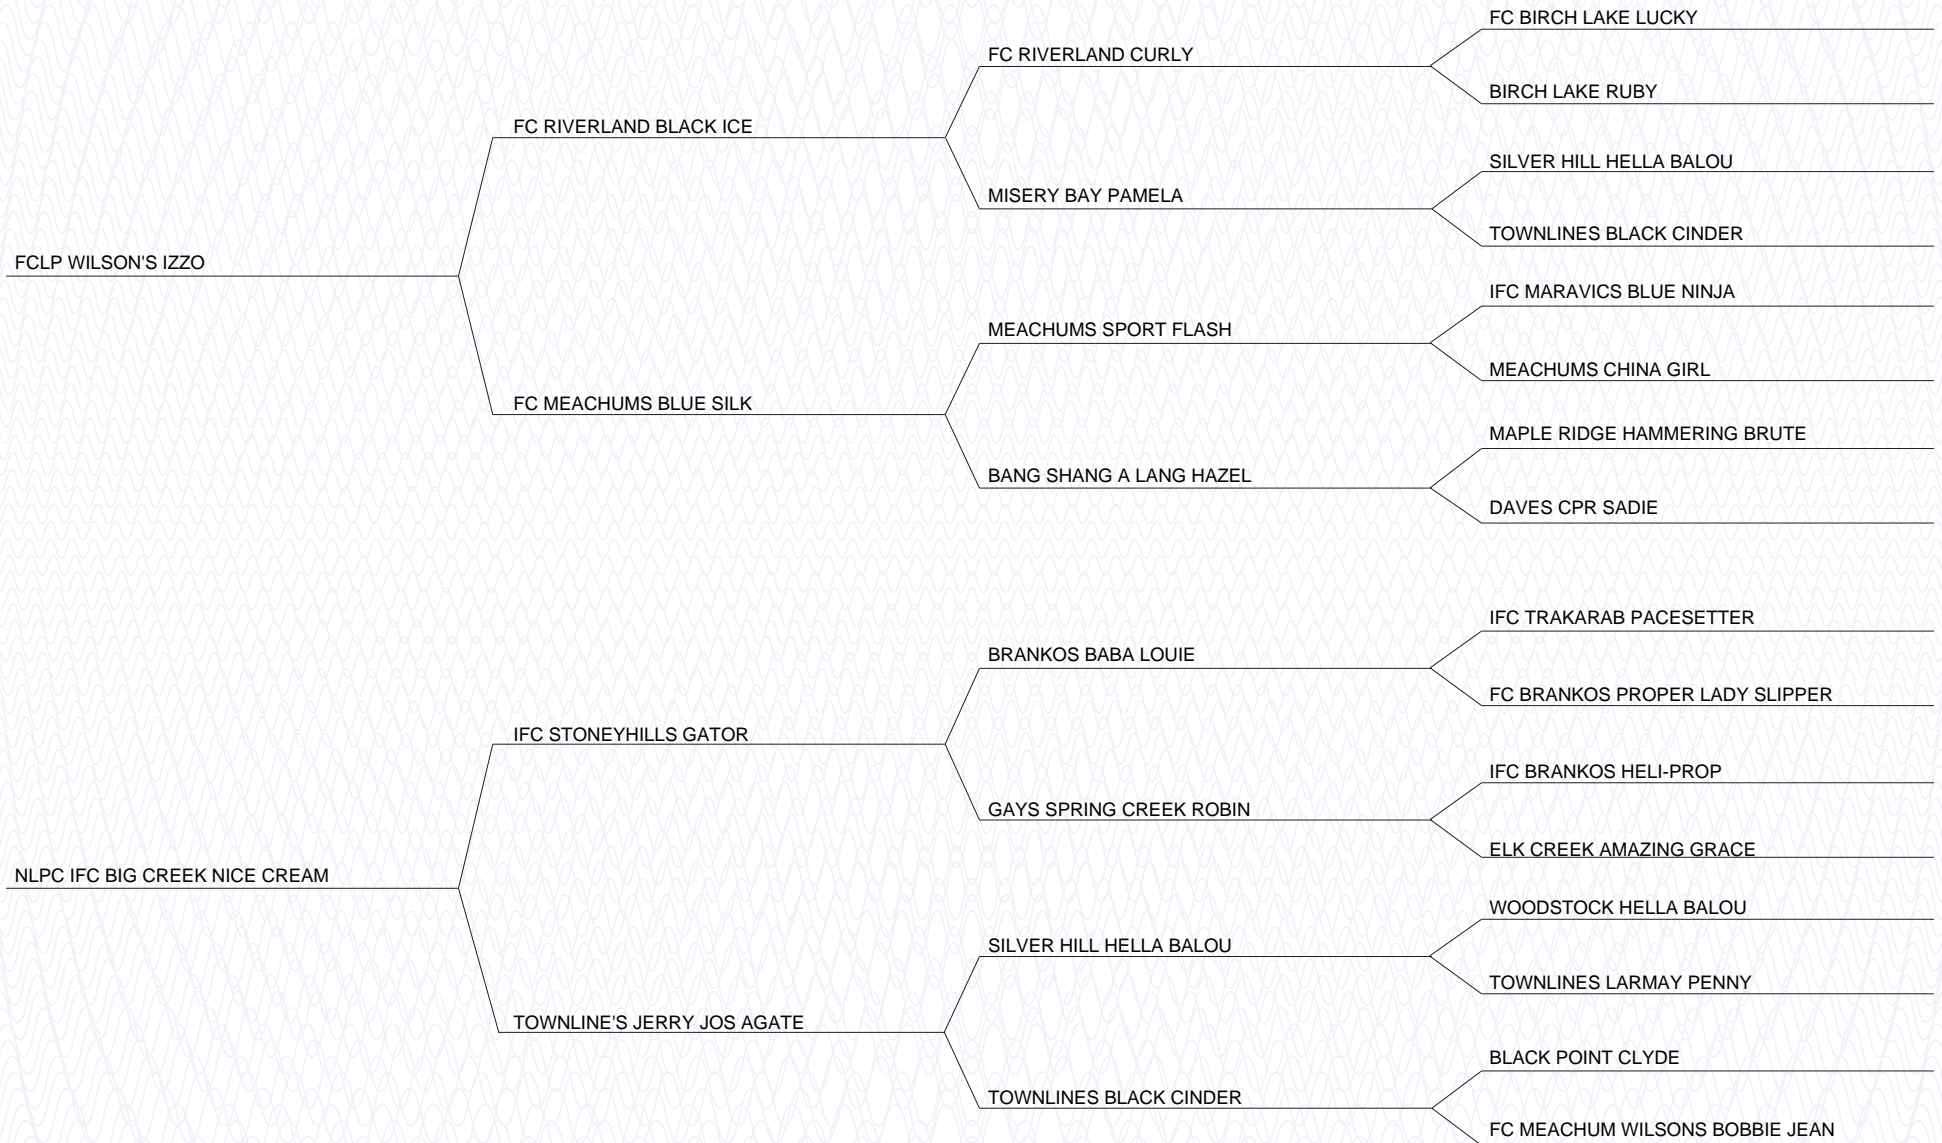 FCLP WILSON'S IZZO
FC RIVERLAND BLACK ICE
FC MEACHUMS BLUE SILK
FC RIVERLAND CURLY
MISERY BAY PAMELA
MEACHUMS SPORT FLASH
BANG SHANG A LANG HAZEL
FC BIRCH LAKE LUCKY
BIRCH LAKE RUBY
SILVER HILL HELLA BALOU
TOWNLINES BLACK CINDER
IFC MARAVICS BLUE NINJA
MEACHUMS CHINA GIRL
MAPLE RIDGE HAMMERING BRUTE
DAVES CPR SADIE
NLPC IFC BIG CREEK NICE CREAM
IFC STONEYHILLS GATOR
TOWNLINE'S JERRY JOS AGATE
BRANKOS BABA LOUIE
GAYS SPRING CREEK ROBIN
SILVER HILL HELLA BALOU
TOWNLINES BLACK CINDER
IFC TRAKARAB PACESETTER
FC BRANKOS PROPER LADY SLIPPER
IFC BRANKOS HELI-PROP
ELK CREEK AMAZING GRACE
WOODSTOCK HELLA BALOU
TOWNLINES LARMAY PENNY
BLACK POINT CLYDE
FC MEACHUM WILSONS BOBBIE JEAN